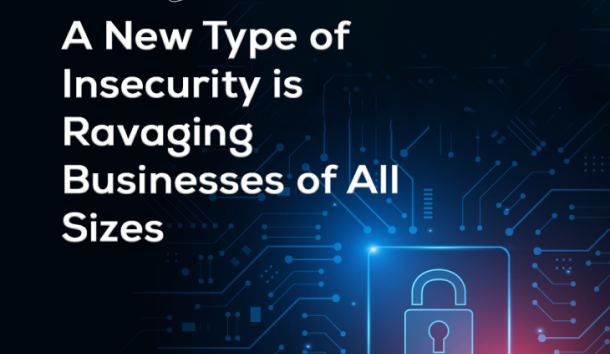 A New Type of
Insecurity is
Ravaging
Businesses of All
Sizes